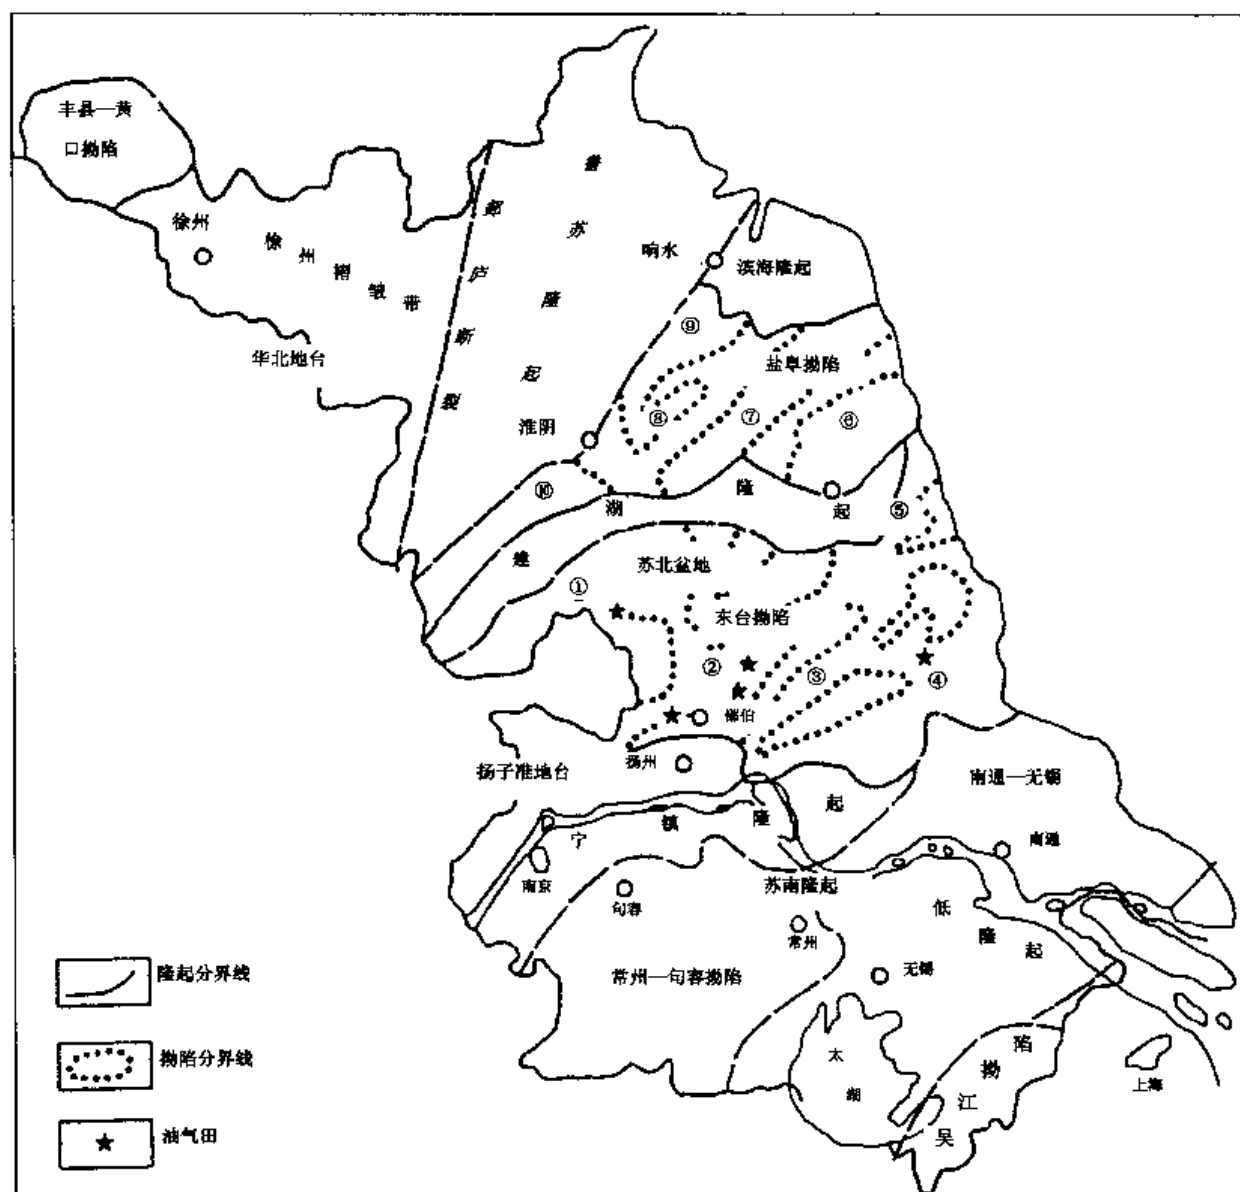 丰县—黄
口拗陷
徐州
徐州褶皱带
郯庐断裂
鲁苏隆起
响水
滨海隆起
⑨
盐阜拗陷
华北地台
淮阴
⑧
⑦
⑥
⑩
建湖隆起
⑤
①
苏北盆地
东台拗陷
②
③
④
扬州
扬子准地台
南通—无锡
低隆起
宁镇隆起
南通
南京
句容
苏南隆起
常州
无锡
常州—句容拗陷
太湖
吴江拗陷
上海
隆起分界线
拗陷分界线
油气田